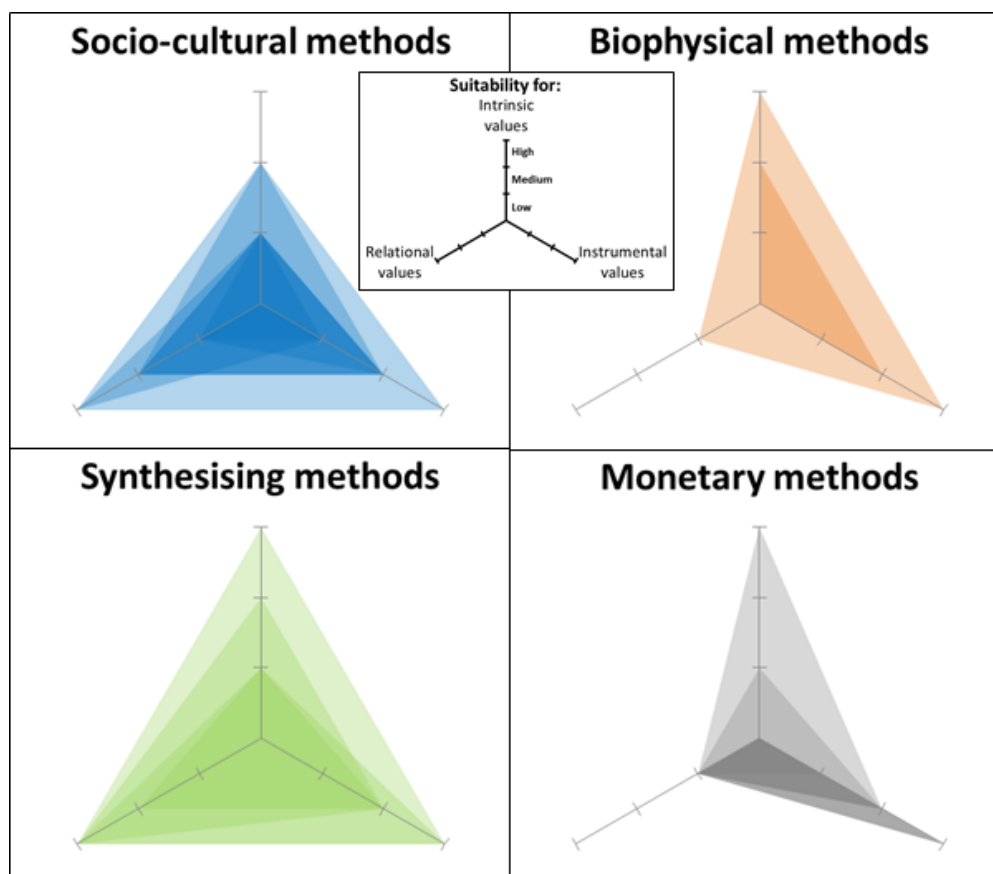 Socio-cultural methods
Biophysical methods
Suitability for:
Intrinsic
values
High
Medium
Low
Relational
values
Instrumental
values
Synthesising methods
Monetary methods